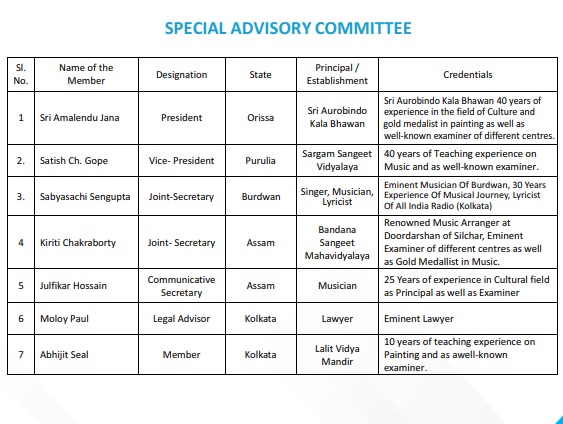 SPECIAL ADVISORY COMMITTEE
Sl. No. | Name of the Member | Designation | State | Principal / Establishment | Credentials
1 | Sri Amalendu Jana | President | Orissa | Sri Aurobindo Kala Bhawan | Sri Aurobindo Kala Bhawan 40 years of experience in the field of Culture and gold medalist in painting as well as well-known examiner of different centres.
2. | Satish Ch. Gope | Vice- President | Purulia | Sargam Sangeet Vidyalaya | 40 years of Teaching experience on Music and as well-known examiner.
3. | Sabyasachi Sengupta | Joint-Secretary | Burdwan | Singer, Musician, Lyricist | Eminent Musician Of Burdwan, 30 Years Experience Of Musical Journey, Lyricist Of All India Radio (Kolkata)
4 | Kiriti Chakraborty | Joint- Secretary | Assam | Bandana Sangeet Mahavidyalaya | Renowned Music Arranger at Doordarshan of Silchar, Eminent Examiner of different centres as well as Gold Medallist in Music.
5 | Julfikar Hossain | Communicative Secretary | Assam | Musician | 25 Years of experience in Cultural field as Principal as well as Examiner
6 | Moloy Paul | Legal Advisor | Kolkata | Lawyer | Eminent Lawyer
7 | Abhijit Seal | Member | Kolkata | Lalit Vidya Mandir | 10 years of teaching experience on Painting and as awell-known examiner.